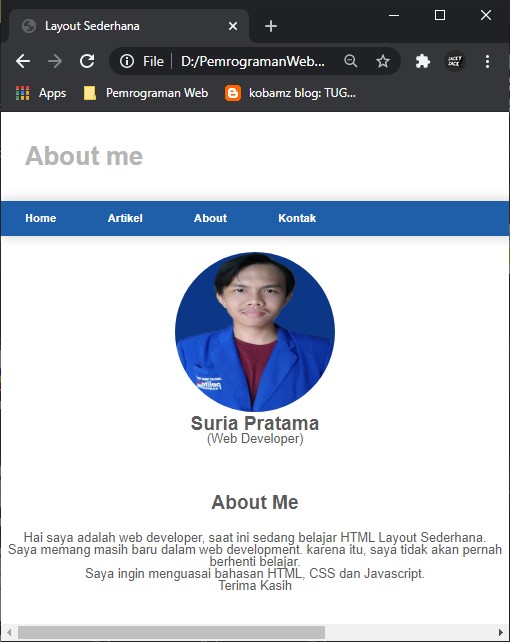 Layout Sederhana
File D:/PemrogramanWeb...
Apps Pemrograman Web kobamz blog: TUG...
About me
Home Artikel About Kontak
Suria Pratama
(Web Developer)
About Me
Hai saya adalah web developer, saat ini sedang belajar HTML Layout Sederhana.
Saya memang masih baru dalam web development. karena itu, saya tidak akan pernah
berhenti belajar.
Saya ingin menguasai bahasan HTML, CSS dan Javascript.
Terima Kasih